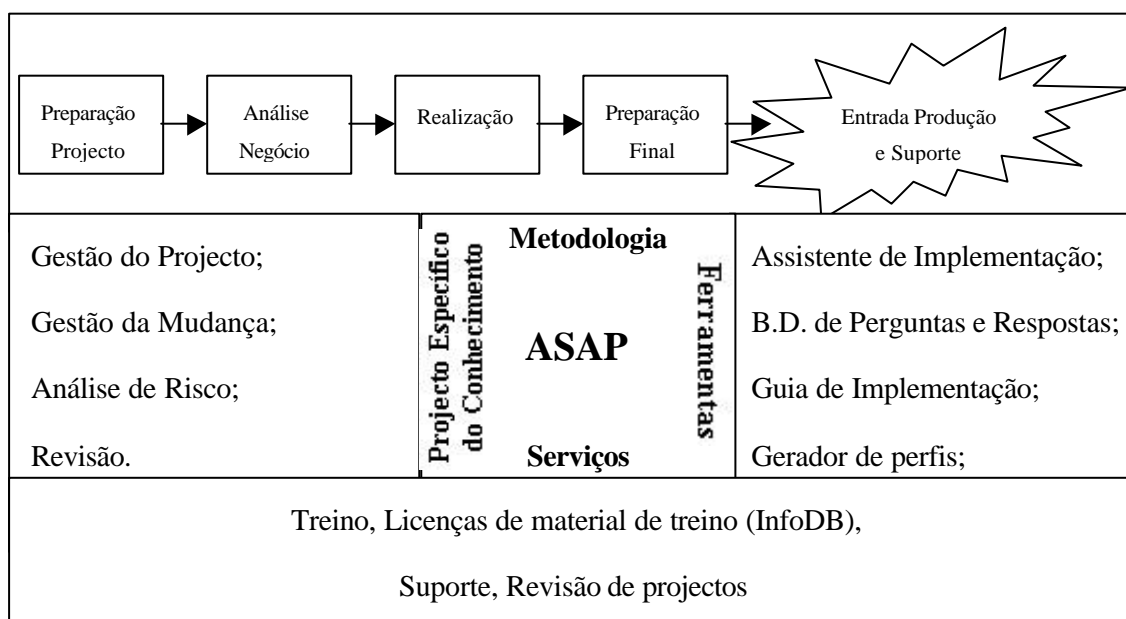 Preparação
Projecto
Análise
Negócio
Realização
Preparação
Final
Entrada Produção
e Suporte
Gestão do Projecto;
Gestão da Mudança;
Análise de Risco;
Revisão.
Projecto Específico
do Conhecimento
Metodologia
ASAP
Serviços
Ferramentas
Assistente de Implementação;
B.D. de Perguntas e Respostas;
Guia de Implementação;
Gerador de perfis;
Treino, Licenças de material de treino (InfoDB),
Suporte, Revisão de projectos